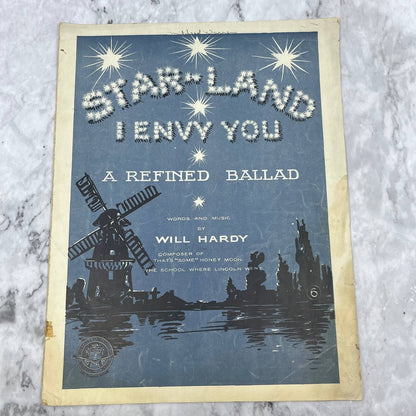 STAR-LAND
I ENVY YOU
A REFINED BALLAD
WORDS AND MUSIC
BY
WILL HARDY
COMPOSER OF
THAT'S "SOME" HONEY MOON
THE SCHOOL WHERE LINCOLN WENT
6